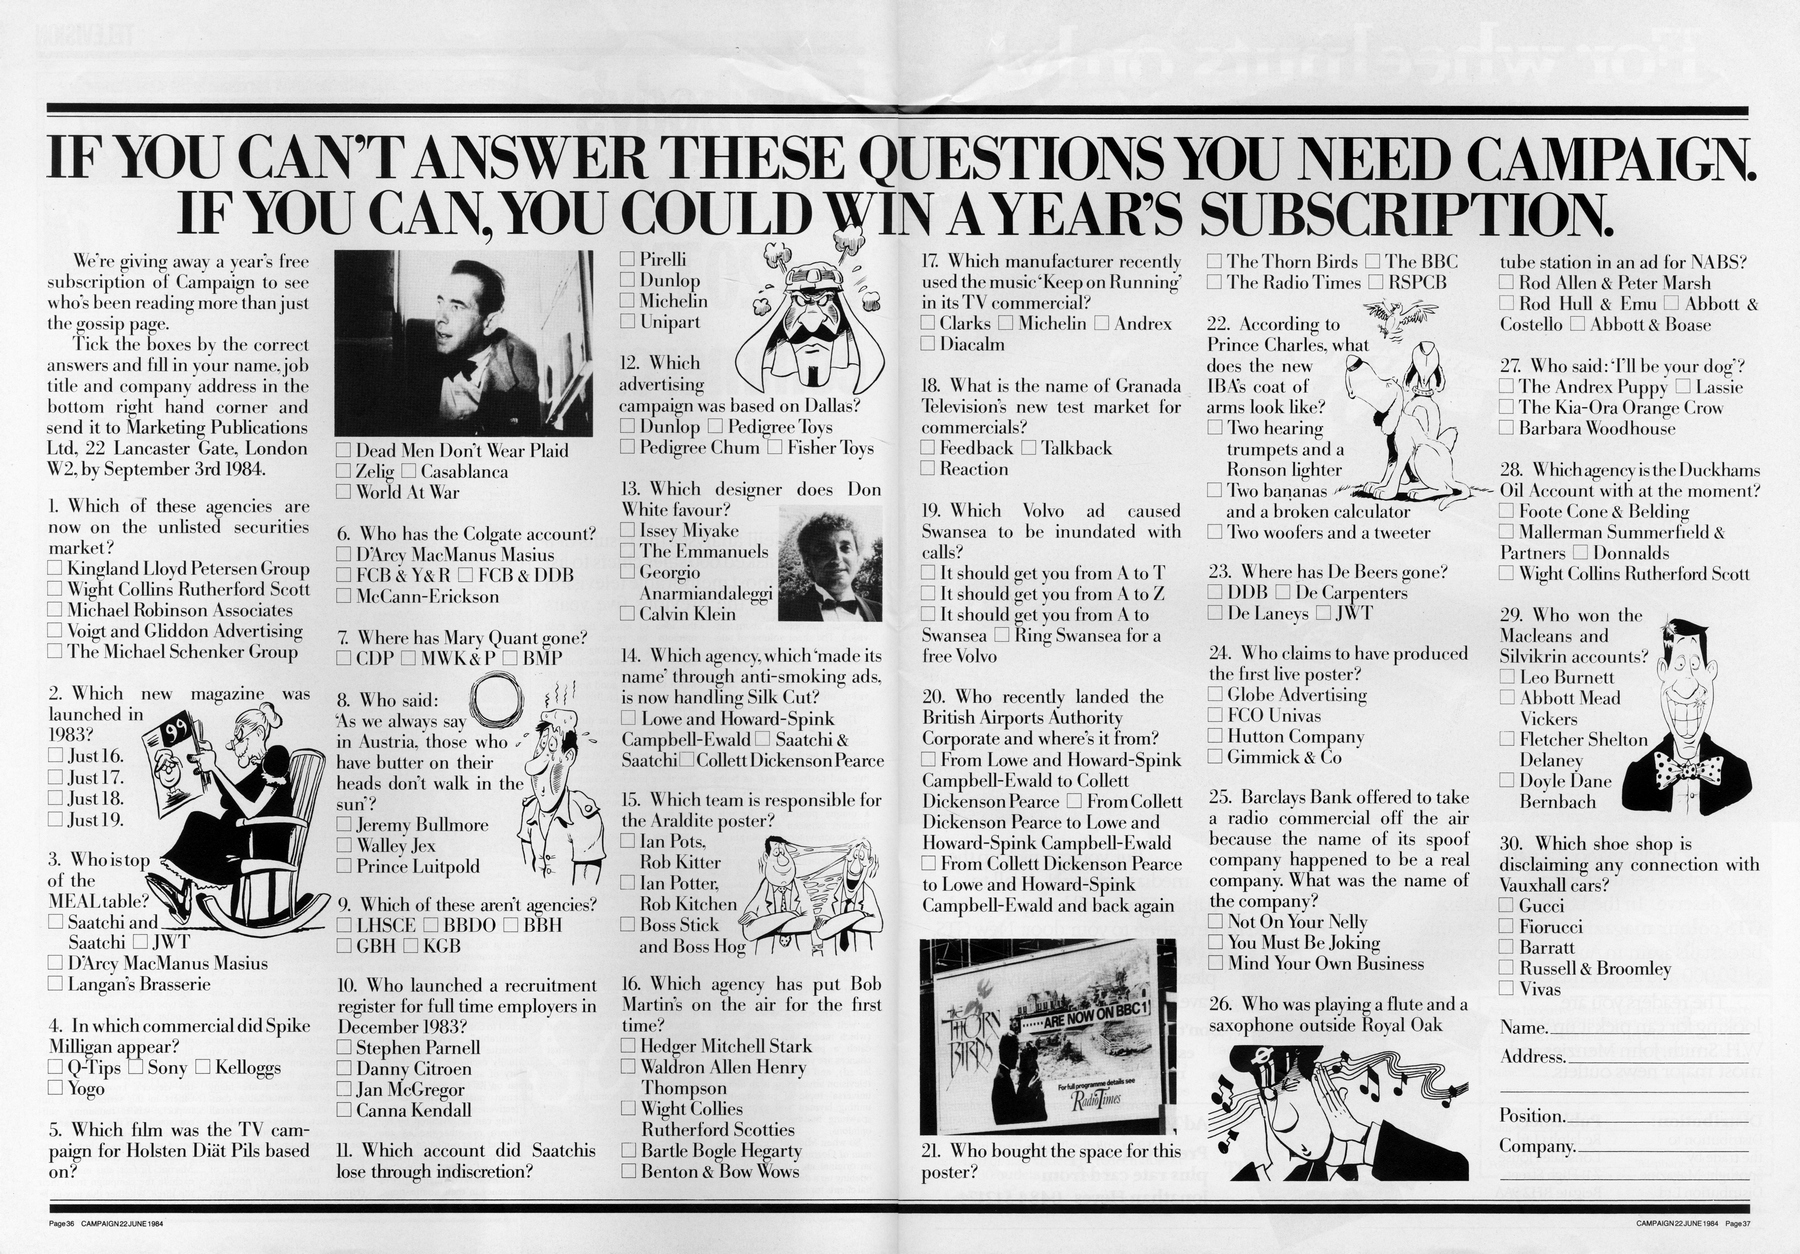 IF YOU CAN'T ANSWER THESE QUESTIONS YOU NEED CAMPAIGN.
IF YOU CAN, YOU COULD WIN A YEAR'S SUBSCRIPTION.
We're giving away a year's free
subscription of Campaign to see
who's been reading more than just
the gossip page.
Tick the boxes by the correct
answers and fill in your name, job
title and company address in the
bottom right hand corner and
send it to Marketing Publications
Ltd, 22 Lancaster Gate, London
W2, by September 3rd 1984.
1. Which of these agencies are
now on the unlisted securities
market?
☐ Kingland Lloyd Petersen Group
☐ Wight Collins Rutherford Scott
☐ Michael Robinson Associates
☐ Voigt and Gliddon Advertising
☐ The Michael Schenker Group
2. Which new magazine was
launched in
1983?
☐ Just 16.
☐ Just 17.
☐ Just 18.
☐ Just 19.
99
3. Who is top
of the
MEAL table?
☐ Saatchi and
Saatchi ☐ JWT
☐ D'Arcy MacManus Masius
☐ Langan's Brasserie
4. In which commercial did Spike
Milligan appear?
☐ Q-Tips ☐ Sony ☐ Kelloggs
☐ Yogo
5. Which film was the TV cam-
paign for Holsten Diät Pils based
on?
☐ Dead Men Don't Wear Plaid
☐ Zelig ☐ Casablanca
☐ World At War
6. Who has the Colgate account?
☐ D'Arcy MacManus Masius
☐ FCB & Y&R ☐ FCB & DDB
☐ McCann-Erickson
7. Where has Mary Quant gone?
☐ CDP ☐ MWK&P ☐ BMP
8. Who said:
'As we always say
in Austria, those who
have butter on their
heads don't walk in the
sun'?
☐ Jeremy Bullmore
☐ Walley Jex
☐ Prince Luitpold
9. Which of these aren't agencies?
☐ LHSCE ☐ BBDO ☐ BBH
☐ GBH ☐ KGB
10. Who launched a recruitment
register for full time employers in
December 1983?
☐ Stephen Parnell
☐ Danny Citroen
☐ Jan McGregor
☐ Canna Kendall
11. Which account did Saatchis
lose through indiscretion?
☐ Pirelli
☐ Dunlop
☐ Michelin
☐ Unipart
12. Which
advertising
campaign was based on Dallas?
☐ Dunlop ☐ Pedigree Toys
☐ Pedigree Chum ☐ Fisher Toys
13. Which designer does Don
White favour?
☐ Issey Miyake
☐ The Emmanuels
☐ Georgio
Anarmiandaleggi
☐ Calvin Klein
14. Which agency, which 'made its
name' through anti-smoking ads,
is now handling Silk Cut?
☐ Lowe and Howard-Spink
Campbell-Ewald ☐ Saatchi &
Saatchi ☐ Collett Dickenson Pearce
15. Which team is responsible for
the Araldite poster?
☐ Ian Pots,
Rob Kitter
☐ Ian Potter,
Rob Kitchen
☐ Boss Stick
and Boss Hog
16. Which agency has put Bob
Martin's on the air for the first
time?
☐ Hedger Mitchell Stark
☐ Waldron Allen Henry
Thompson
☐ Wight Collies
Rutherford Scotties
☐ Bartle Bogle Hegarty
☐ Benton & Bow Wows
17. Which manufacturer recently
used the music 'Keep on Running'
in its TV commercial?
☐ Clarks ☐ Michelin ☐ Andrex
☐ Diacalm
18. What is the name of Granada
Television's new test market for
commercials?
☐ Feedback ☐ Talkback
☐ Reaction
19. Which Volvo ad caused
Swansea to be inundated with
calls?
☐ It should get you from A to T
☐ It should get you from A to Z
☐ It should get you from A to
Swansea ☐ Ring Swansea for a
free Volvo
20. Who recently landed the
British Airports Authority
Corporate and where's it from?
☐ From Lowe and Howard-Spink
Campbell-Ewald to Collett
Dickenson Pearce ☐ From Collett
Dickenson Pearce to Lowe and
Howard-Spink Campbell-Ewald
☐ From Collett Dickenson Pearce
to Lowe and Howard-Spink
Campbell-Ewald and back again
THE
THORN
BIRDS
......ARE NOW ON BBC1
For full programme details see
Radio Times
21. Who bought the space for this
poster?
☐ The Thorn Birds ☐ The BBC
☐ The Radio Times ☐ RSPCB
22. According to
Prince Charles, what
does the new
IBA's coat of
arms look like?
☐ Two hearing
trumpets and a
Ronson lighter
☐ Two bananas
and a broken calculator
☐ Two woofers and a tweeter
23. Where has De Beers gone?
☐ DDB ☐ De Carpenters
☐ De Laneys ☐ JWT
24. Who claims to have produced
the first live poster?
☐ Globe Advertising
☐ FCO Univas
☐ Hutton Company
☐ Gimmick & Co
25. Barclays Bank offered to take
a radio commercial off the air
because the name of its spoof
company happened to be a real
company. What was the name of
the company?
☐ Not On Your Nelly
☐ You Must Be Joking
☐ Mind Your Own Business
26. Who was playing a flute and a
saxophone outside Royal Oak
tube station in an ad for NABS?
☐ Rod Allen & Peter Marsh
☐ Rod Hull & Emu ☐ Abbott &
Costello ☐ Abbott & Boase
27. Who said: 'I'll be your dog'?
☐ The Andrex Puppy ☐ Lassie
☐ The Kia-Ora Orange Crow
☐ Barbara Woodhouse
28. Which agency is the Duckhams
Oil Account with at the moment?
☐ Foote Cone & Belding
☐ Mallerman Summerfield &
Partners ☐ Donnalds
☐ Wight Collins Rutherford Scott
29. Who won the
Macleans and
Silvikrin accounts?
☐ Leo Burnett
☐ Abbott Mead
Vickers
☐ Fletcher Shelton
Delaney
☐ Doyle Dane
Bernbach
30. Which shoe shop is
disclaiming any connection with
Vauxhall cars?
☐ Gucci
☐ Fiorucci
☐ Barratt
☐ Russell & Broomley
☐ Vivas
Name.
Address.
Position.
Company.
Page 36 CAMPAIGN 22 JUNE 1984
CAMPAIGN 22 JUNE 1984 Page 37